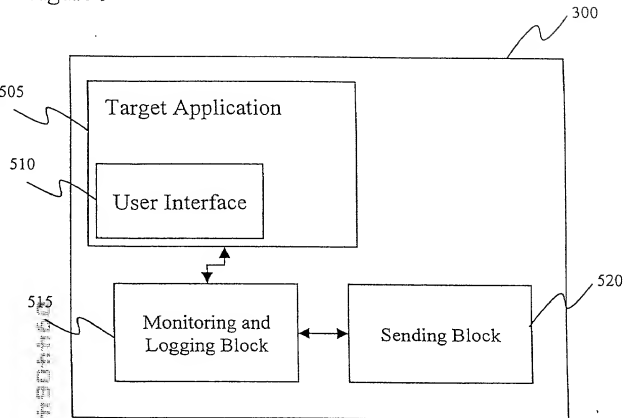 300
505
Target Application
510
User Interface
515
Monitoring and
Logging Block
Sending Block
520